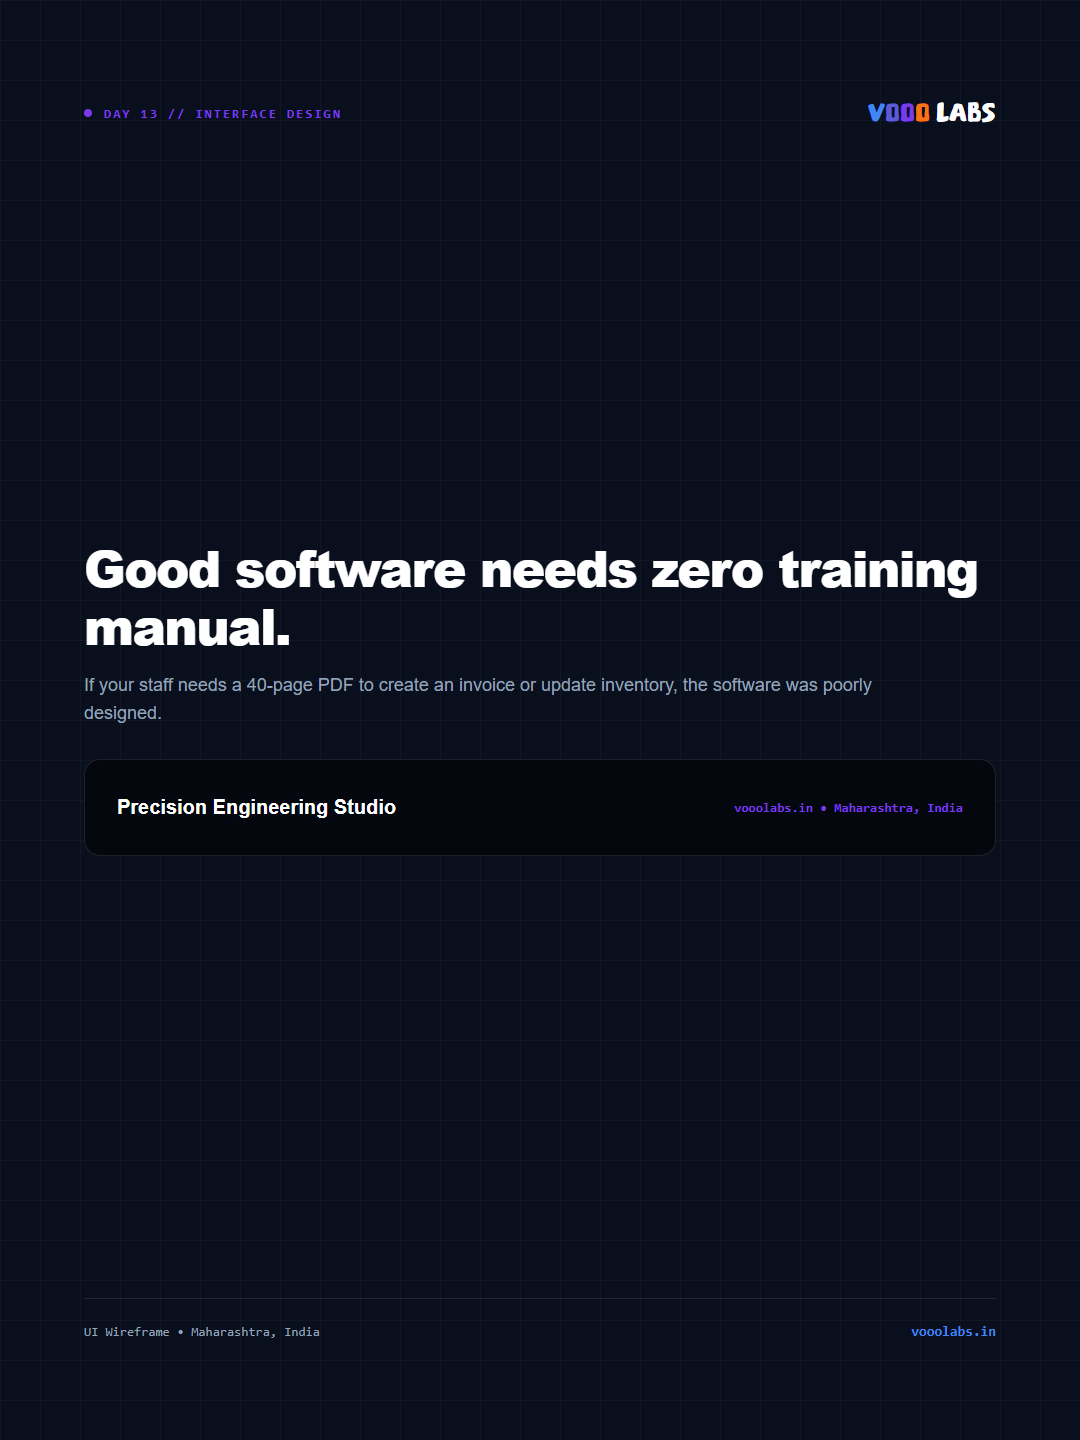 DAY 13 // INTERFACE DESIGN
VOOO LABS
Good software needs zero training
manual.
If your staff needs a 40-page PDF to create an invoice or update inventory, the software was poorly
designed.
Precision Engineering Studio
vooolabs.in • Maharashtra, India
UI Wireframe • Maharashtra, India
vooolabs.in